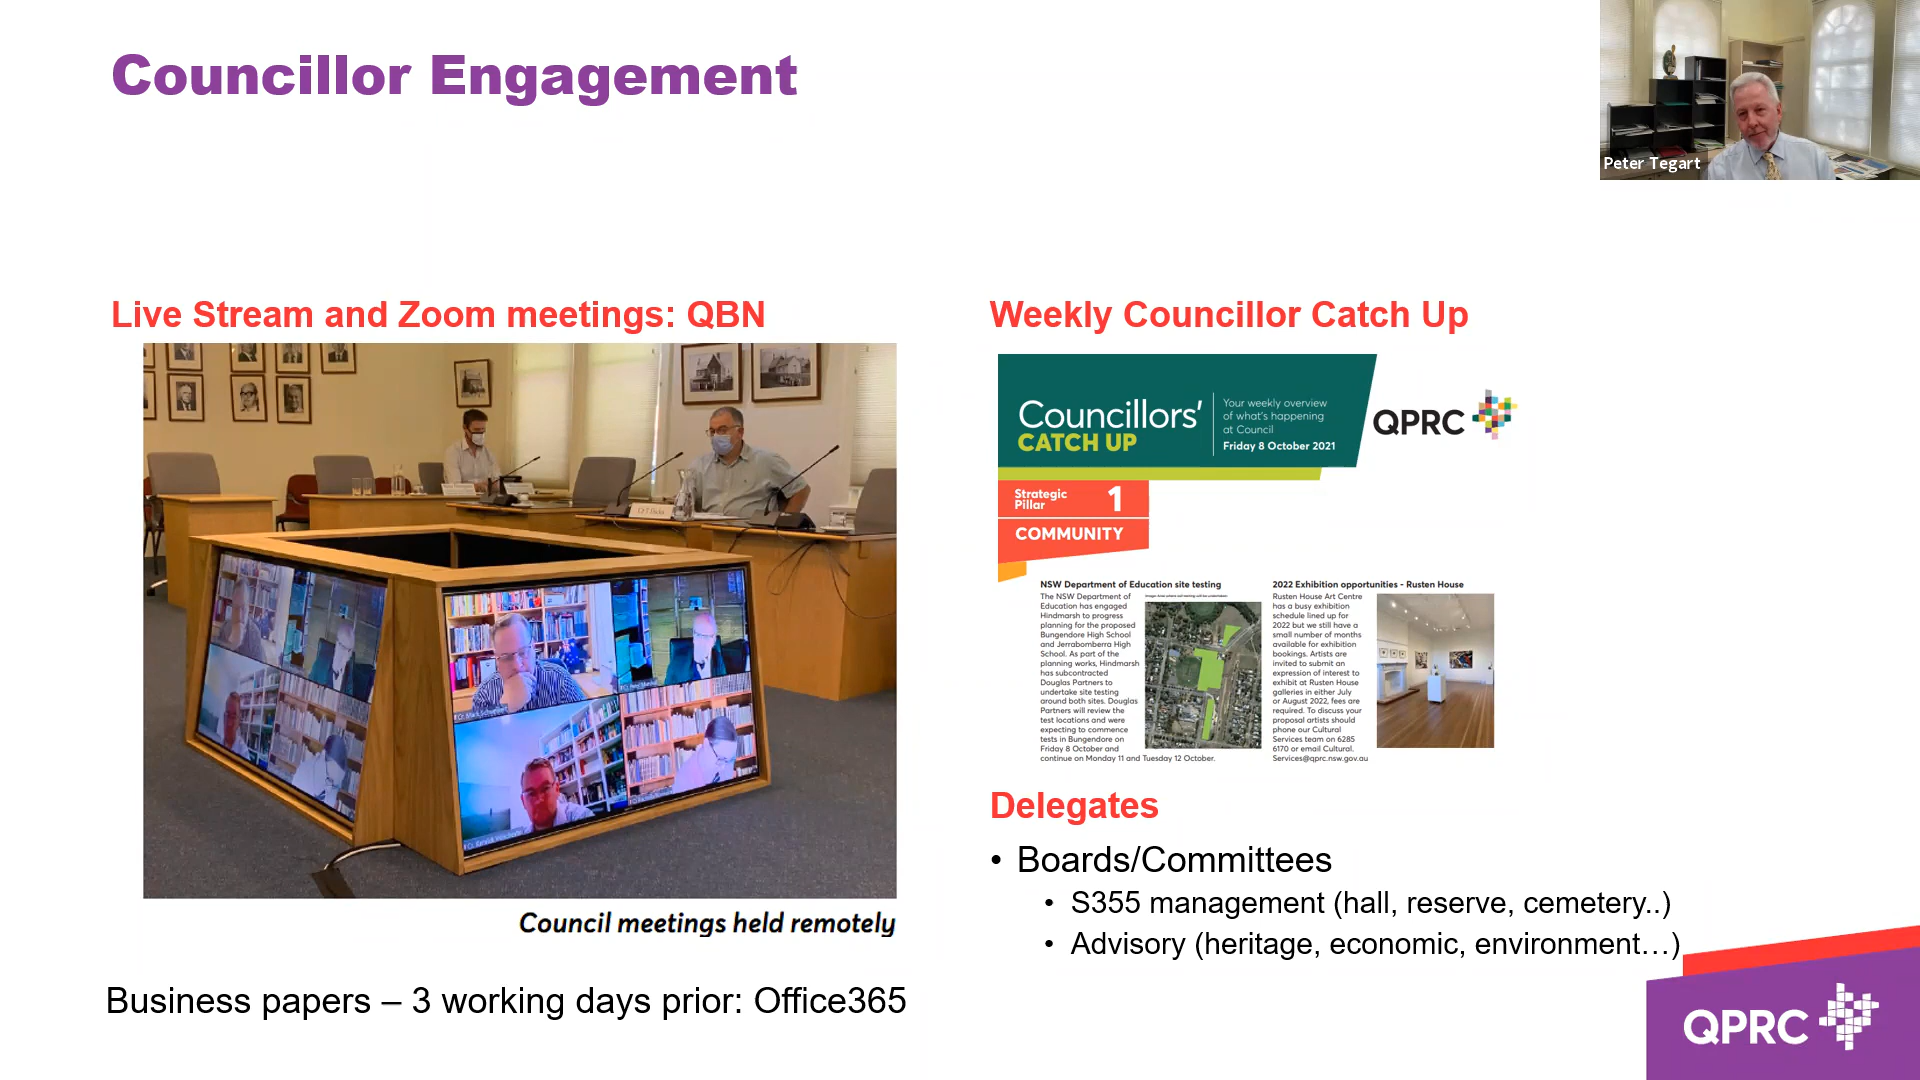 Councillor Engagement
Peter Tegart
Live Stream and Zoom meetings: QBN
Council meetings held remotely
Business papers – 3 working days prior: Office365
Weekly Councillor Catch Up
Councillors'
CATCH UP
Your weekly overview
of what's happening
at Council
Friday 8 October 2021
QPRC
Strategic
Pillar
1
COMMUNITY
NSW Department of Education site testing
The NSW Department of
Education has engaged
Hindmarsh to progress
planning for the proposed
Bungendore High School
and Jerrabomberra High
School. As part of the
planning works, Hindmarsh
has subcontracted
Douglas Partners to
undertake site testing
around both sites. Douglas
Partners will review the
test locations and were
expecting to commence
tests in Bungendore on
Friday 8 October and
continue on Monday 11 and Tuesday 12 October.
2022 Exhibition opportunities - Rusten House
Rusten House Art Centre
has a busy exhibition
schedule lined up for
2022 but we still have a
small number of months
available for exhibition
bookings. Artists are
invited to submit an
expression of interest to
exhibit at Rusten House
galleries in either July
or August 2022, fees are
required. To discuss your
proposal artists should
phone our Cultural
Services team on 6285
6170 or email Cultural.
Services@qprc.nsw.gov.au
Delegates
• Boards/Committees
• S355 management (hall, reserve, cemetery..)
• Advisory (heritage, economic, environment…)
QPRC